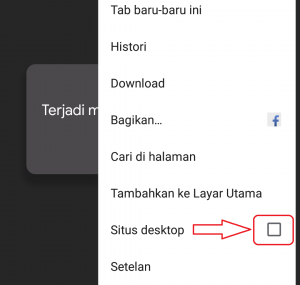 Tab baru-baru ini
Histori
Download
Terjadi m
Bagikan...
Cari di halaman
Tambahkan ke Layar Utama
Situs desktop
Setelan